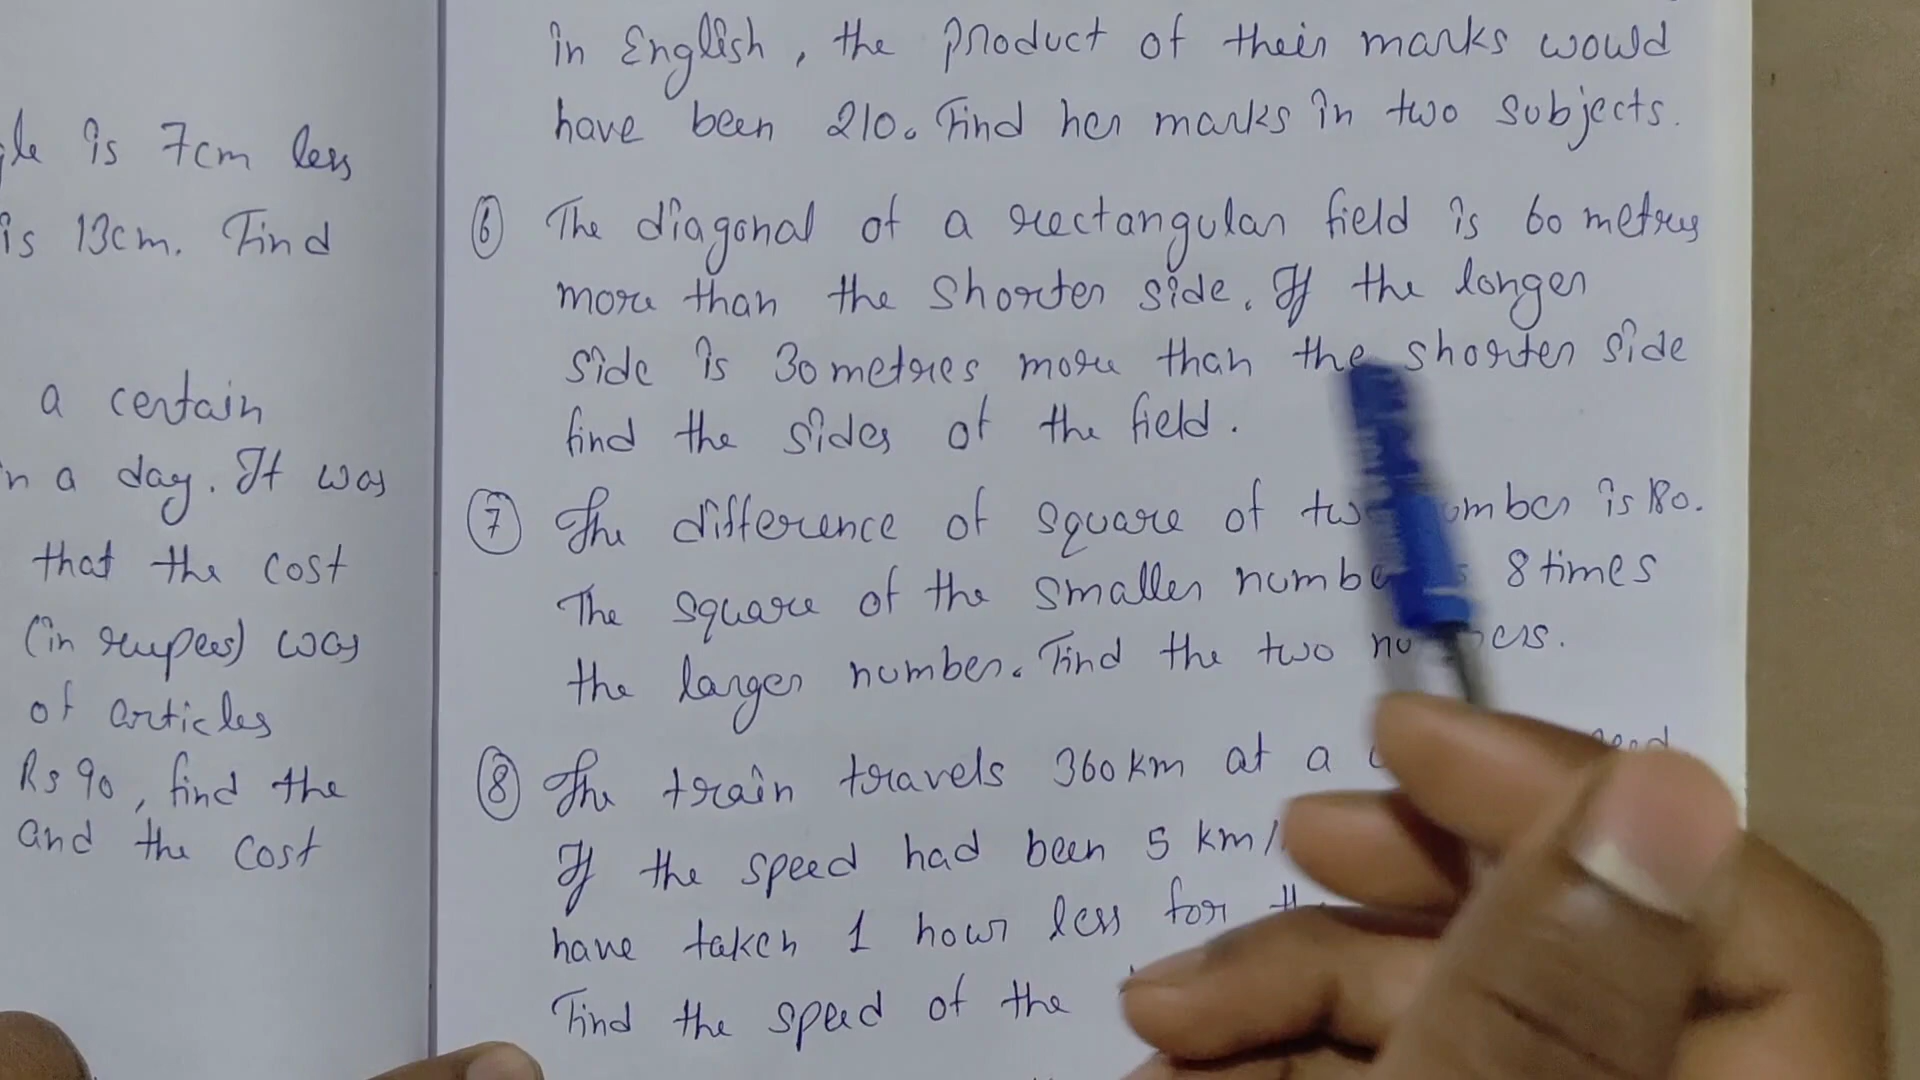 is 7cm less
is 13cm. Find
a certain
a day. It was
that the cost
(in rupees) was
of articles
Rs 90, find the
and the cost
in English, the product of their marks would
have been 210. Find her marks in two subjects.
⑥ The diagonal of a rectangular field is 60 metres
more than the shorter side. If the longer
side is 30 metres more than the shorter side
find the sides of the field.
⑦ The difference of square of two number is 180.
The square of the smaller number is 8 times
the larger number. Find the two numbers.
⑧ The train travels 360 km at a
If the speed had been 5 km/
have taken 1 hour less for
Find the speed of the